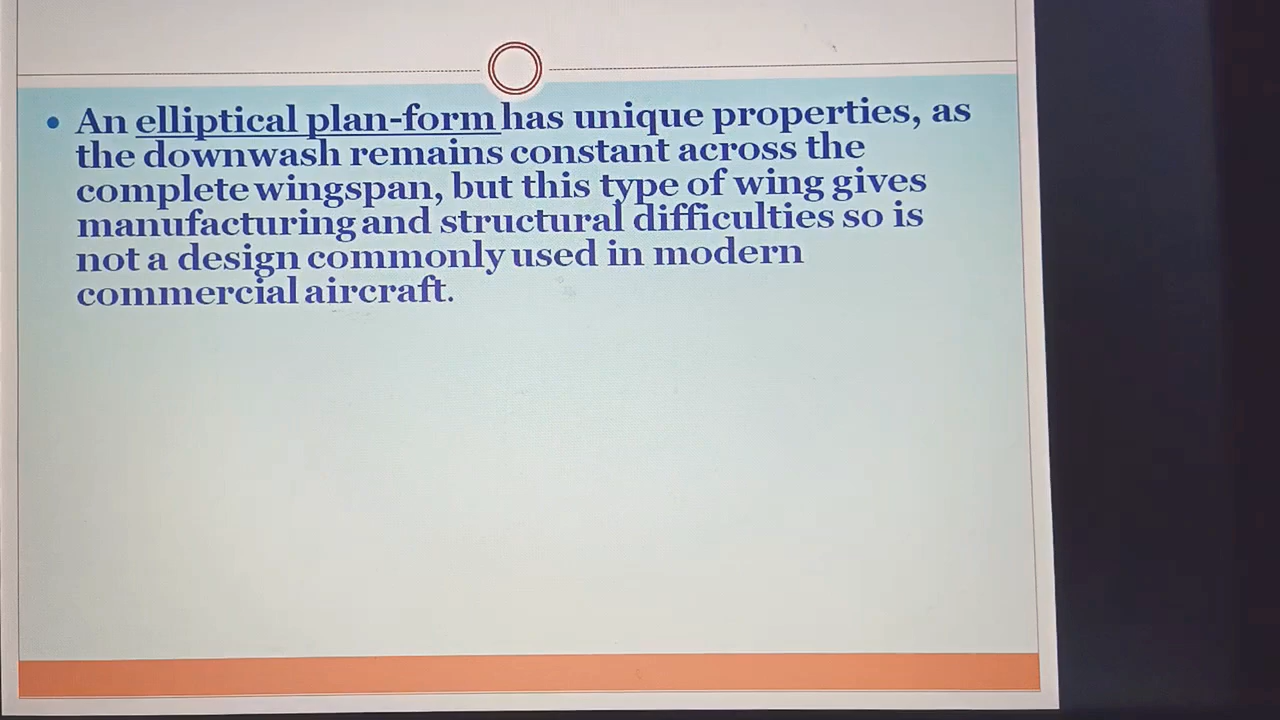 • An elliptical plan-form has unique properties, as
the downwash remains constant across the
complete wingspan, but this type of wing gives
manufacturing and structural difficulties so is
not a design commonly used in modern
commercial aircraft.